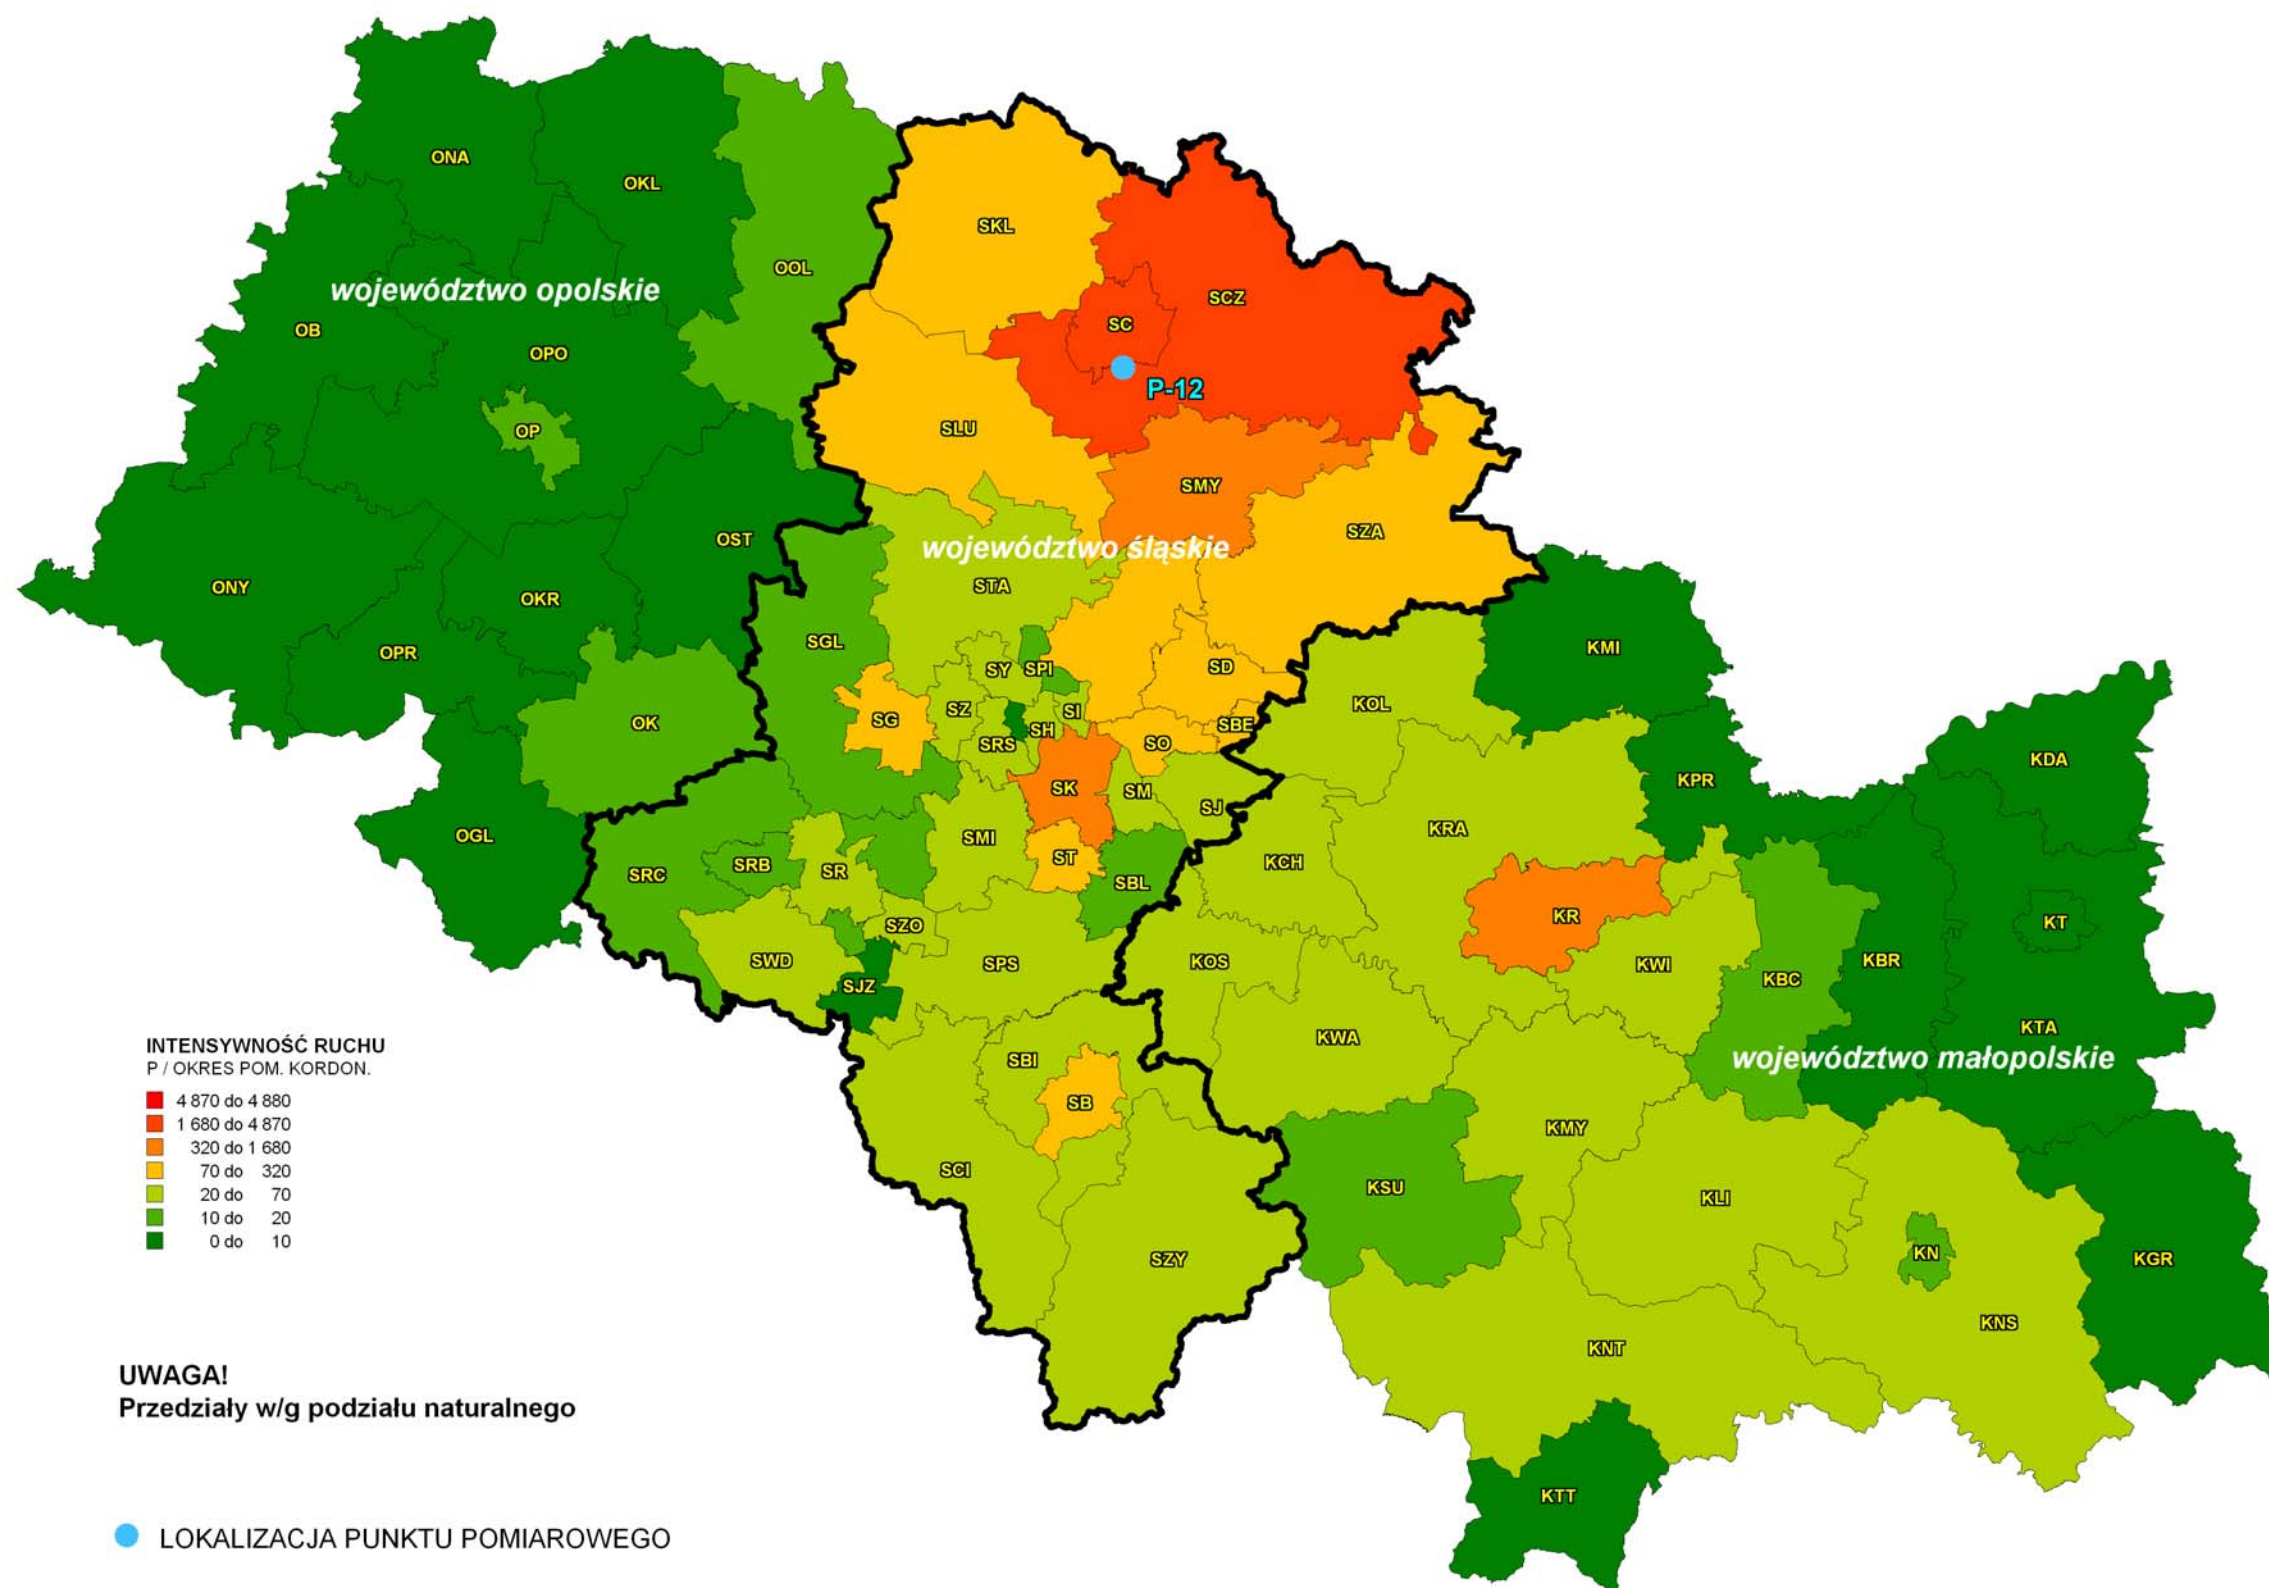 ONA
OKL
SKL
OOL
województwo opolskie
SCZ
SC
OB
OPO
P-12
OP
SLU
SMY
SZA
OST
województwo śląskie
STA
ONY
OKR
SGL
KMI
OPR
SY
SPI
SD
KOL
SZ
SI
OK
SG
SH
SBE
SRS
SO
KDA
KPR
SK
SM
SJ
OGL
SMI
KRA
ST
KCH
SRC
SRB
SR
SBL
KR
KT
SZO
SWD
SPS
KOS
KWI
KBC
KBR
SJZ
KTA
KWA
województwo małopolskie
INTENSYWNOŚĆ RUCHU
P / OKRES POM. KORDON.
4 870 do 4 880
1 680 do 4 870
320 do 1 680
70 do 320
20 do 70
10 do 20
0 do 10
SBI
SB
KMY
SCI
KSU
KLI
SZY
KN
KGR
KNS
KNT
UWAGA!
Przedziały w/g podziału naturalnego
KTT
LOKALIZACJA PUNKTU POMIAROWEGO